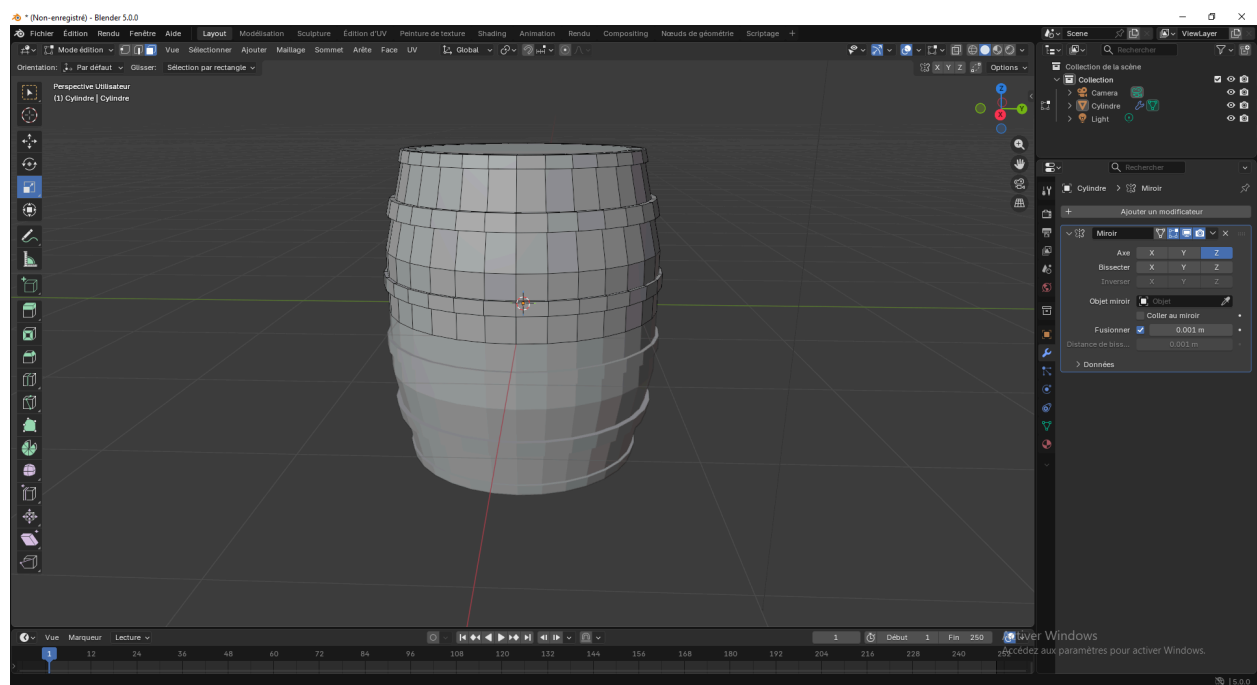 * (Non-enregistré) - Blender 5.0.0
Fichier Édition Rendu Fenêtre Aide Layout Modélisation Sculpture Édition d'UV Peinture de texture Shading Animation Rendu Compositing Nœuds de géométrie Scriptage + Scene ViewLayer
Mode édition Vue Sélectionner Ajouter Maillage Sommet Arête Face UV Global Rechercher
Orientation: Par défaut Glisser: Sélection par rectangle X Y Z Options
Collection de la scène
Collection
Camera
Cylindre
Light
Perspective Utilisateur
(1) Cylindre | Cylindre
Z
Y
X
Rechercher
Cylindre > Miroir
+ Ajouter un modificateur
Miroir
Axe X Y Z
Bissecter X Y Z
Inverser X Y Z
Objet miroir Objet
Coller au miroir
Fusionner 0.001 m
Distance de biss... 0.001 m
> Données
Vue Marqueur Lecture 1 Début 1 Fin 250
1 12 24 36 48 60 72 84 96 108 120 132 144 156 168 180 192 204 216 228 240 252
Activer Windows
Accédez aux paramètres pour activer Windows.
5.0.0